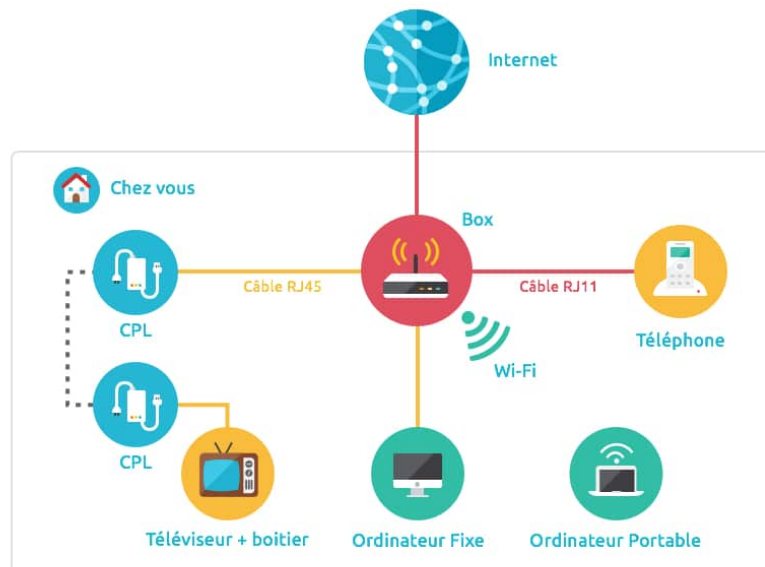 Internet
Chez vous
Box
Câble RJ45
Câble RJ11
CPL
Téléphone
Wi-Fi
CPL
Téléviseur + boitier
Ordinateur Fixe
Ordinateur Portable